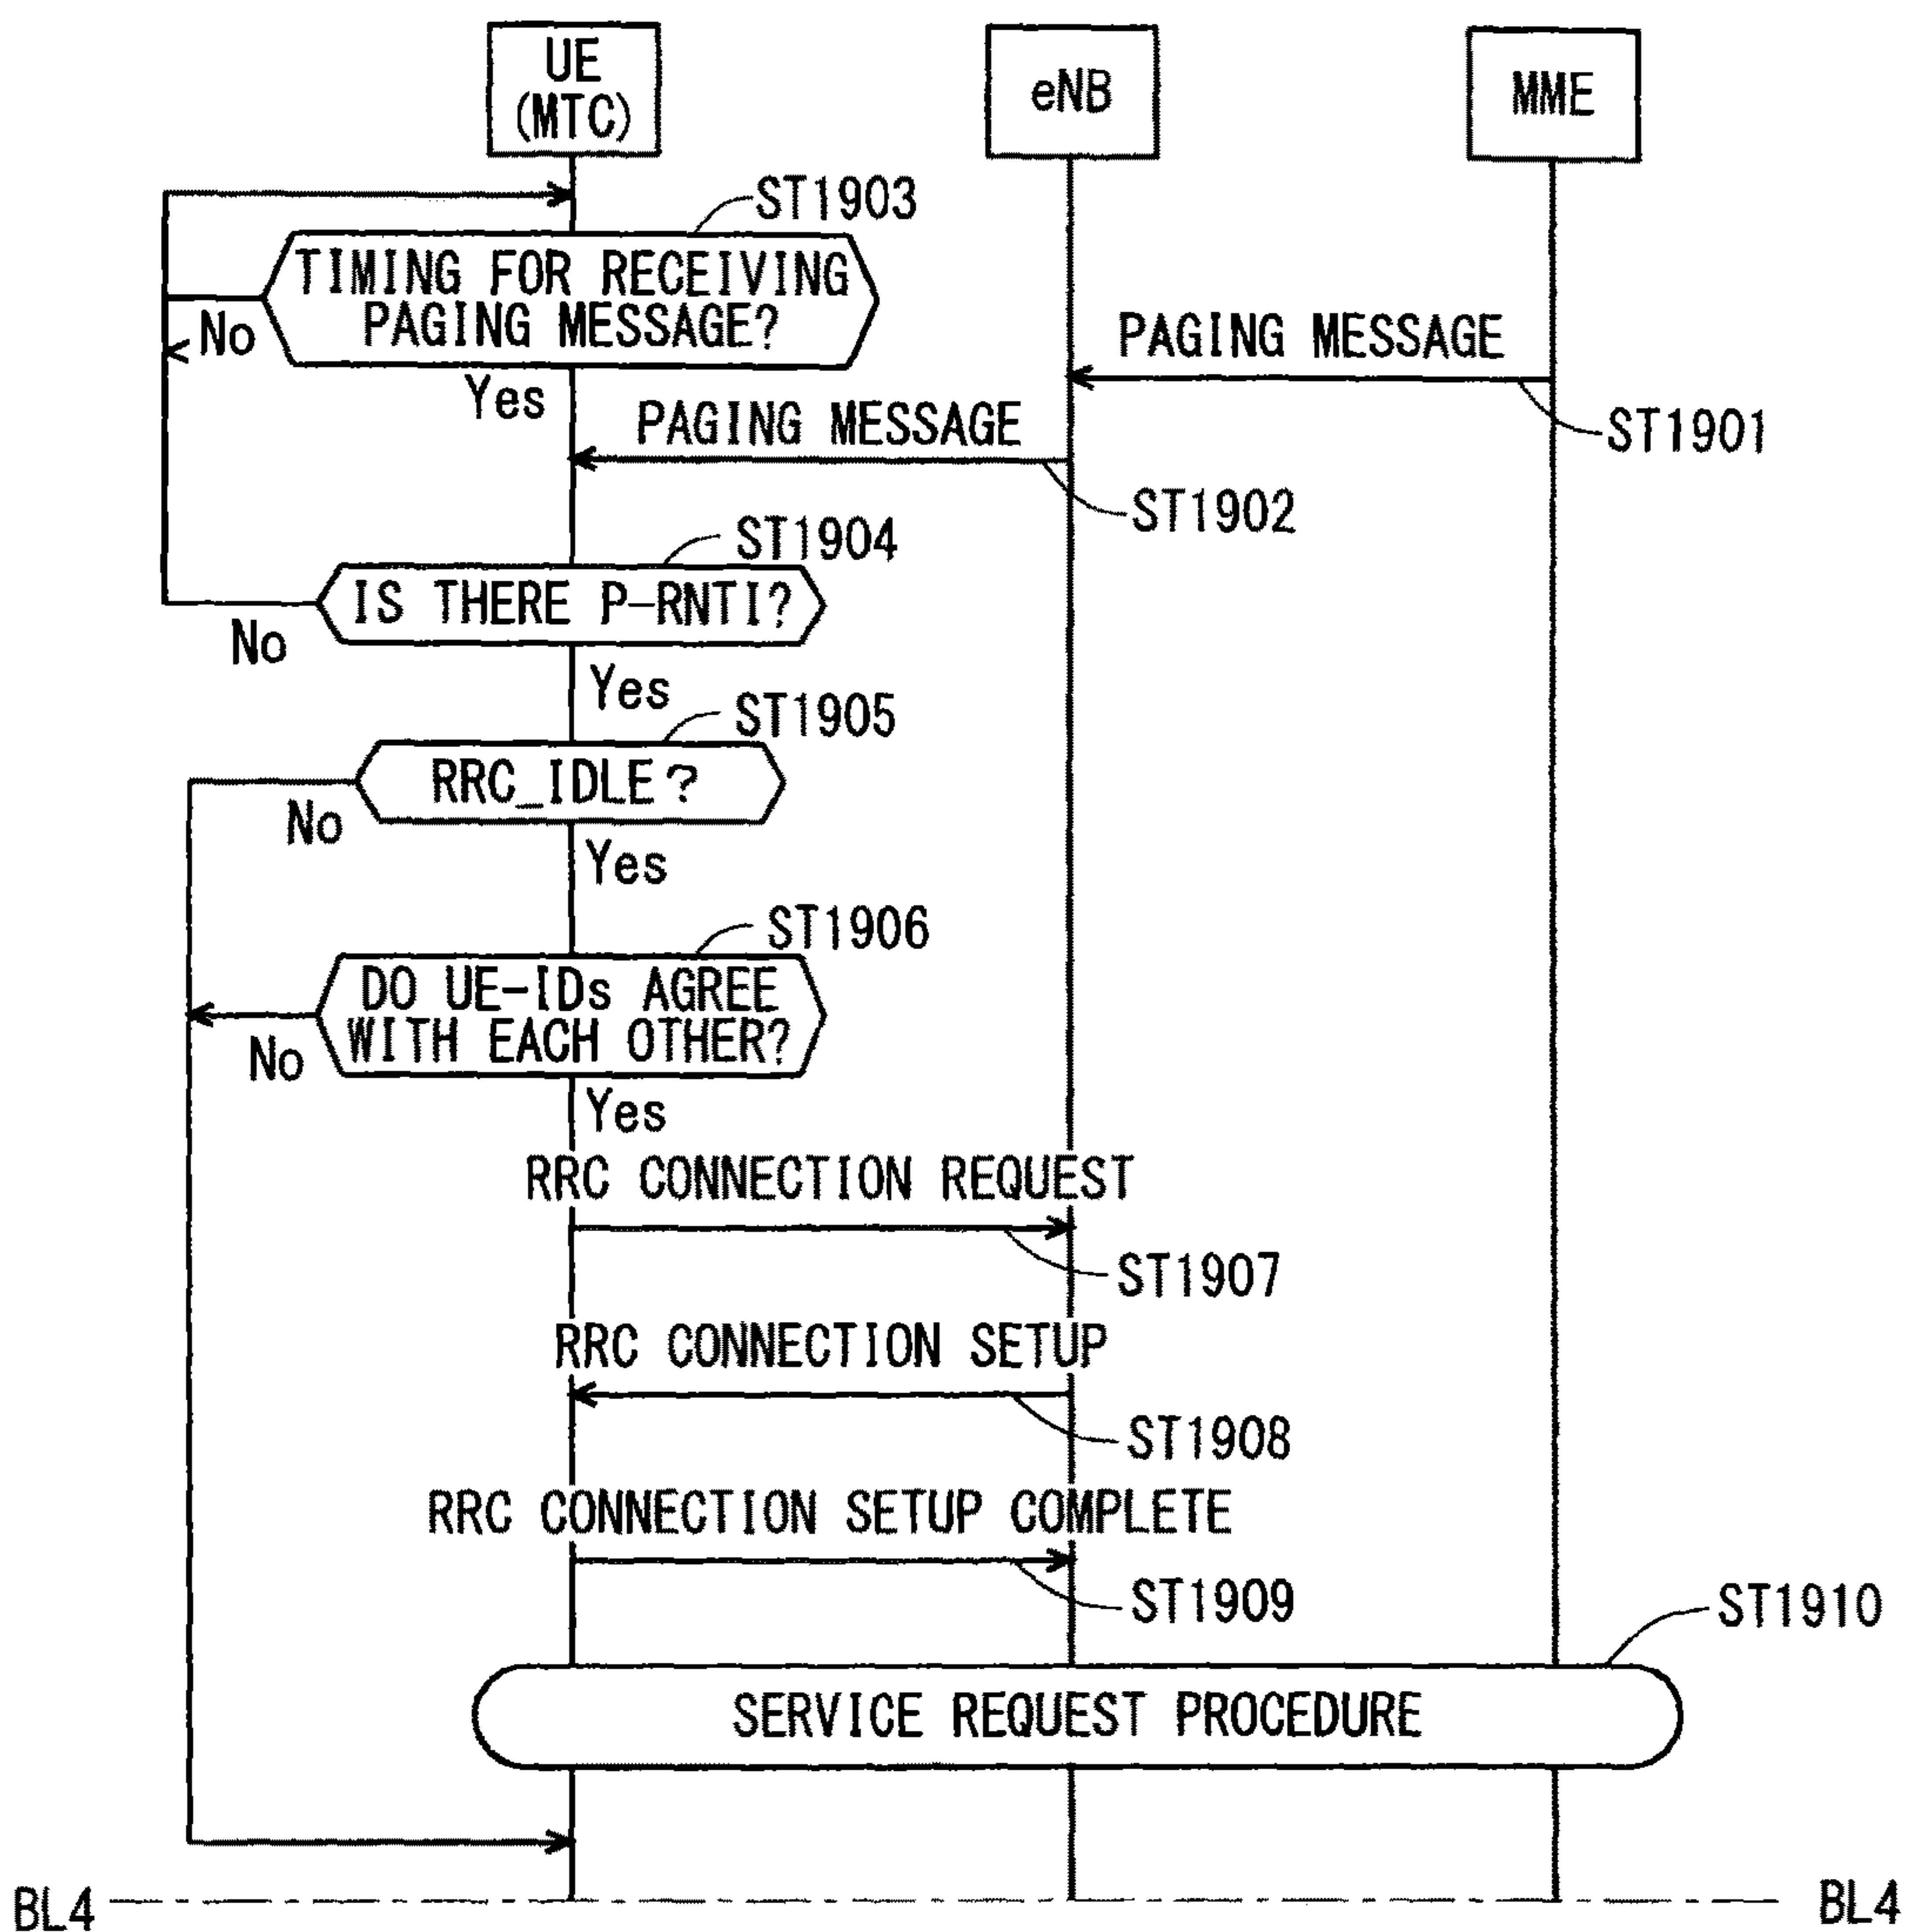 UE
(MTC)
eNB
MME
ST1903
TIMING FOR RECEIVING
PAGING MESSAGE?
No
Yes
PAGING MESSAGE
ST1901
PAGING MESSAGE
ST1902
ST1904
IS THERE P-RNTI?
No
Yes
ST1905
RRC_IDLE?
No
Yes
ST1906
DO UE-IDs AGREE
WITH EACH OTHER?
No
Yes
RRC CONNECTION REQUEST
ST1907
RRC CONNECTION SETUP
ST1908
RRC CONNECTION SETUP COMPLETE
ST1909
ST1910
SERVICE REQUEST PROCEDURE
BL4
BL4